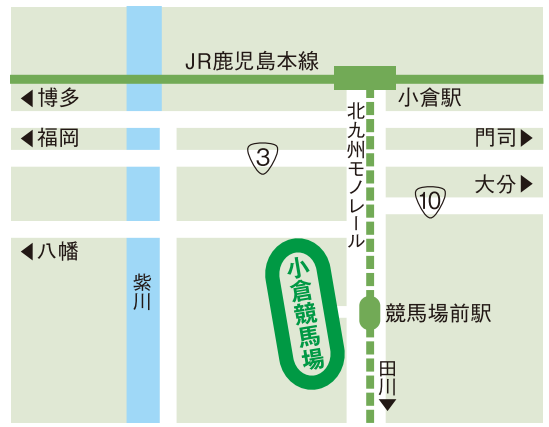 JR鹿児島本線
博多
小倉駅
福岡
3
門司
北九州モノレール
大分
10
八幡
紫川
小倉競馬場
競馬場前駅
田川